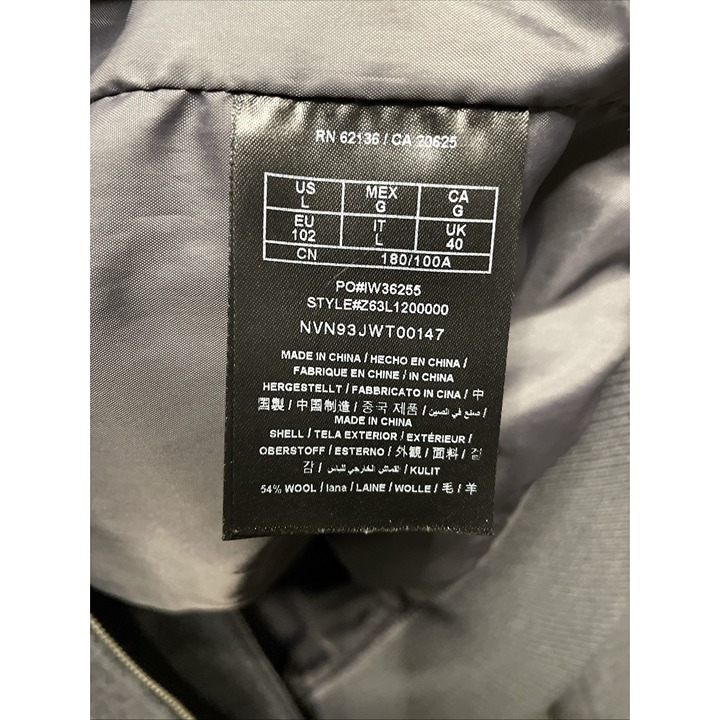 RN 62136 / CA 20625
US MEX CA
L G G
EU IT UK
102 L 40
CN 180/100A
PO#IW36255
STYLE#Z63L1200000
NVN93JWT00147
MADE IN CHINA / HECHO EN CHINA /
FABRIQUE EN CHINE / IN CHINA
HERGESTELLT / FABBRICATO IN CINA / 中
国製 / 中国制造 / 중국 제품 / صنع في الصين /
MADE IN CHINA
SHELL / TELA EXTERIOR / EXTÉRIEUR /
OBERSTOFF / ESTERNO / 外觀 / 面料 / 겉
감 / القماش الخارجي للباس / KULIT
54% WOOL / lana / LAINE / WOLLE / 毛 / 羊